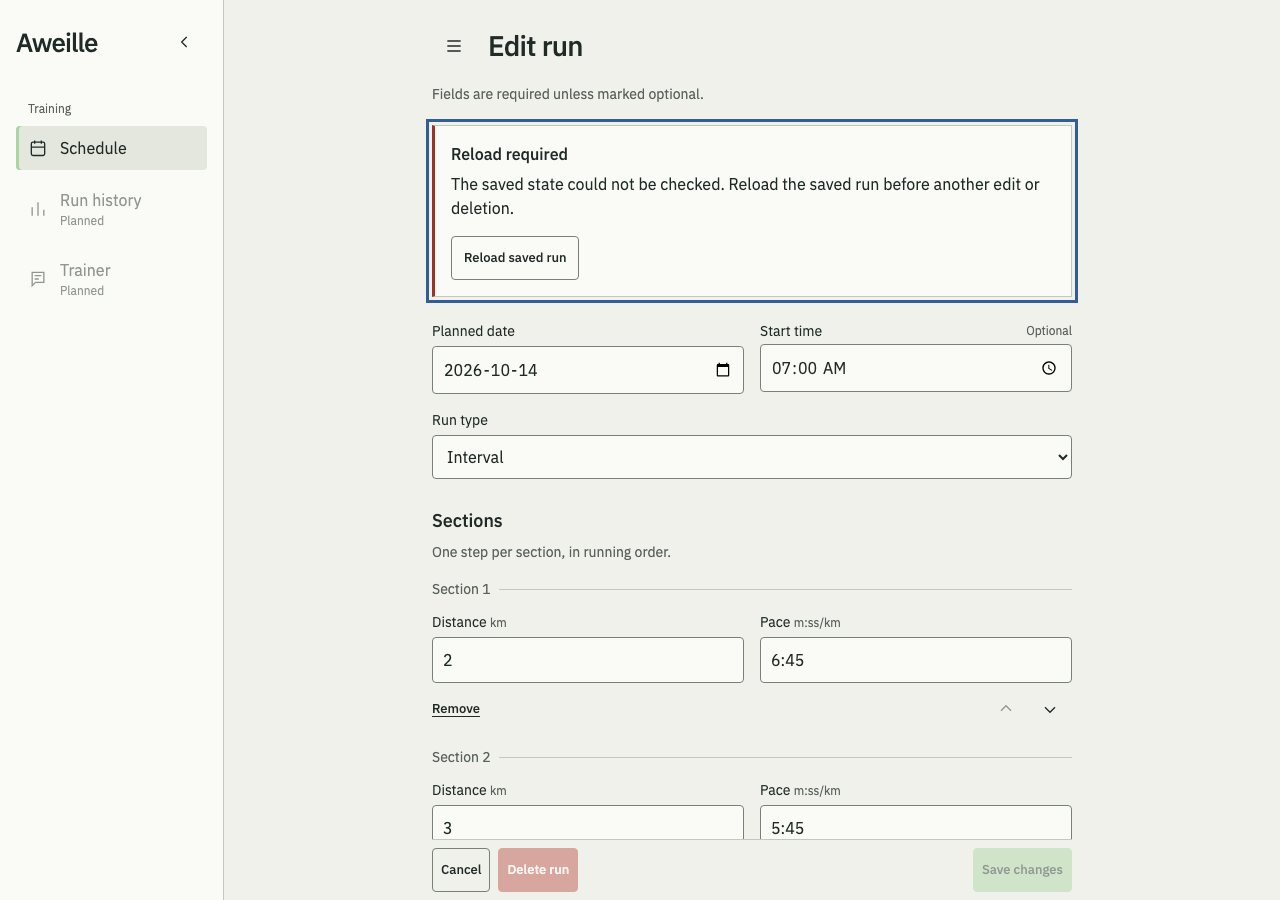 Aweille
Training
Schedule
Run history
Planned
Trainer
Planned
Edit run
Fields are required unless marked optional.
Reload required
The saved state could not be checked. Reload the saved run before another edit or
deletion.
Reload saved run
Planned date
Start time
Optional
2026-10-14
07:00 AM
Run type
Interval
Sections
One step per section, in running order.
Section 1
Distance km
Pace m:ss/km
2
6:45
Remove
Section 2
Distance km
Pace m:ss/km
3
5:45
Cancel
Delete run
Save changes